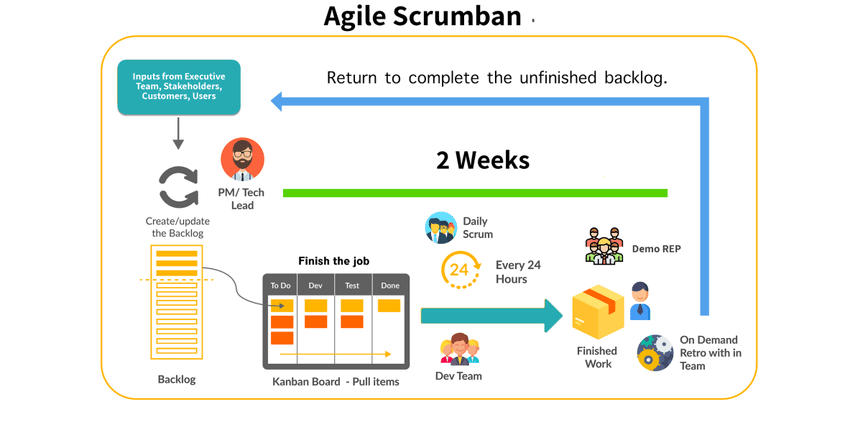 Agile Scrumban
Inputs from Executive
Team, Stakeholders,
Customers, Users
Return to complete the unfinished backlog.
2 Weeks
PM/ Tech
Lead
Create/update
the Backlog
Daily
Scrum
Demo REP
Finish the job
24
Every 24
Hours
To Do
Dev
Test
Done
On Demand
Retro with in
Team
Finished
Work
Dev Team
Backlog
Kanban Board - Pull items